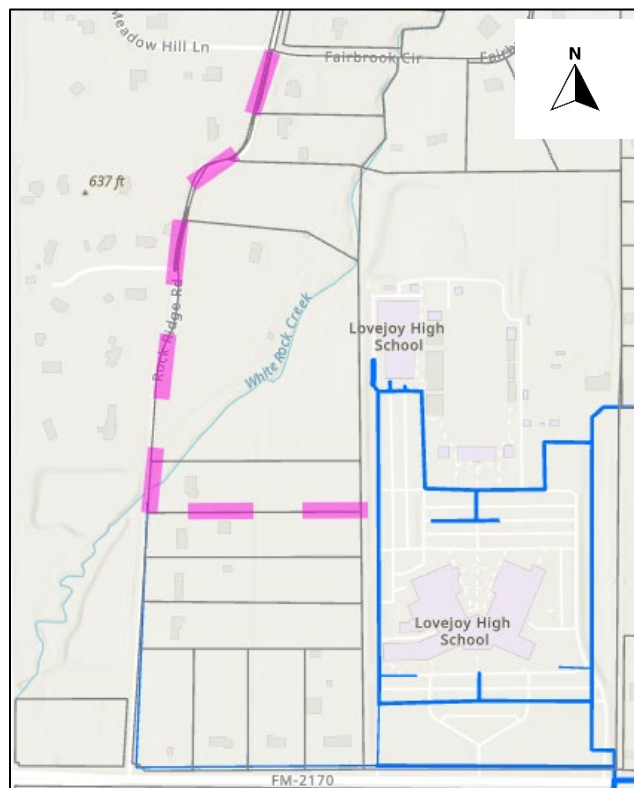 Meadow Hill Ln
Fairbrook Cir
N
637 ft
Rock Ridge Rd
White Rock Creek
Lovejoy High
School
Lovejoy High
School
FM-2170